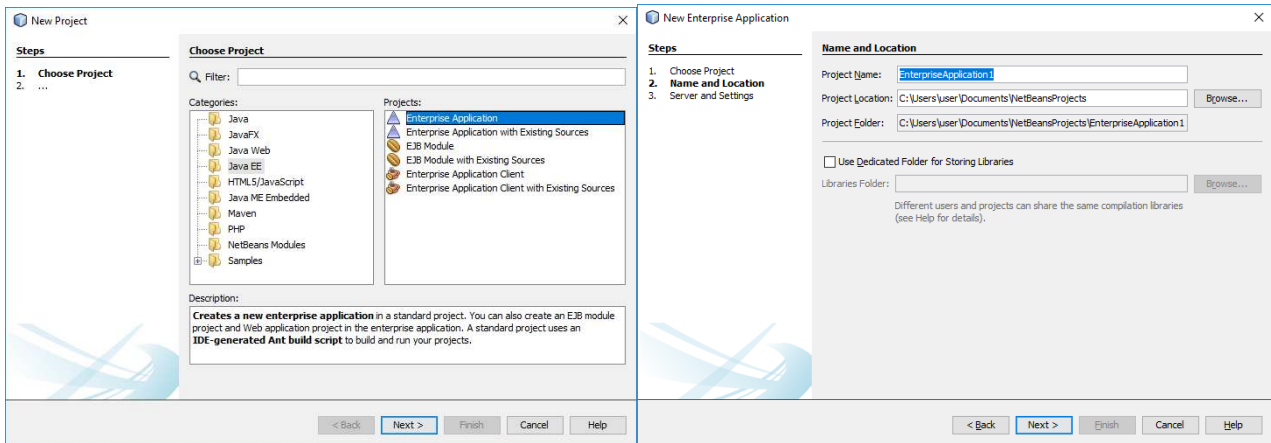 New Project
Steps
1. Choose Project
2. ...
Choose Project
Filter:
Categories:
Java
JavaFX
Java Web
Java EE
HTML5/JavaScript
Java ME Embedded
Maven
PHP
NetBeans Modules
Samples
Projects:
Enterprise Application
Enterprise Application with Existing Sources
EJB Module
EJB Module with Existing Sources
Enterprise Application Client
Enterprise Application Client with Existing Sources
Description:
Creates a new enterprise application in a standard project. You can also create an EJB module
project and Web application project in the enterprise application. A standard project uses an
IDE-generated Ant build script to build and run your projects.
< Back Next > Finish Cancel Help
New Enterprise Application
Steps
1. Choose Project
2. Name and Location
3. Server and Settings
Name and Location
Project Name: EnterpriseApplication1
Project Location: C:\Users\user\Documents\NetBeansProjects Browse...
Project Folder: C:\Users\user\Documents\NetBeansProjects\EnterpriseApplication1
Use Dedicated Folder for Storing Libraries
Libraries Folder: Browse...
Different users and projects can share the same compilation libraries
(see Help for details).
< Back Next > Finish Cancel Help